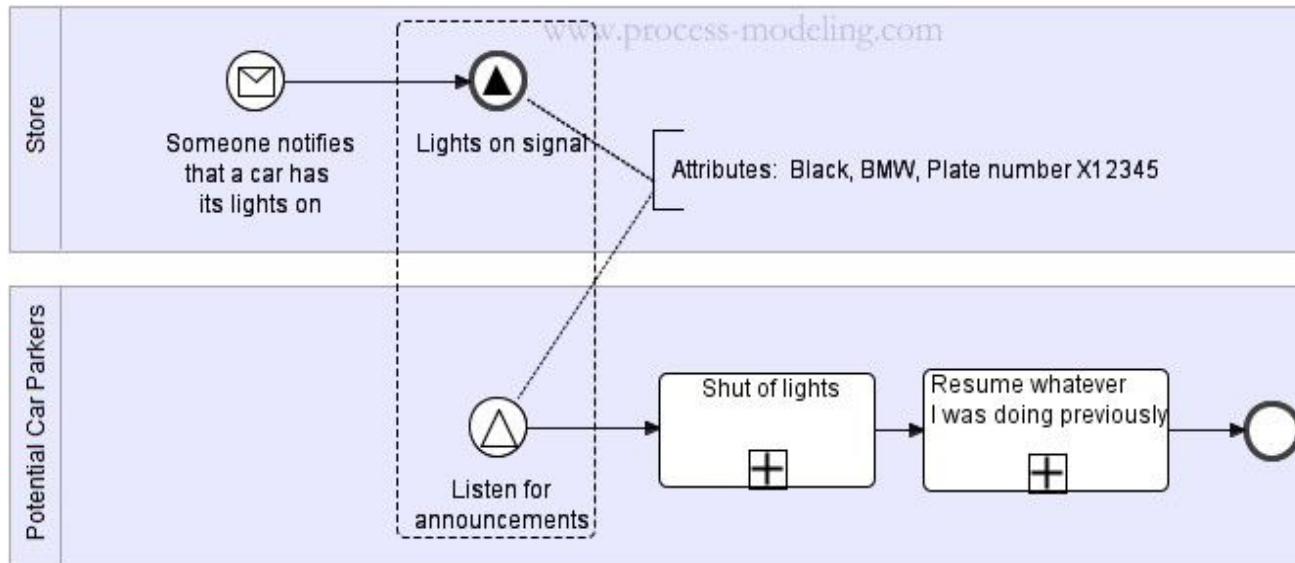 www.process-modeling.com
Store
Someone notifies
that a car has
its lights on
Lights on signal
Attributes: Black, BMW, Plate number X12345
Potential Car Parkers
Listen for
announcements
Shut of lights
Resume whatever
I was doing previously